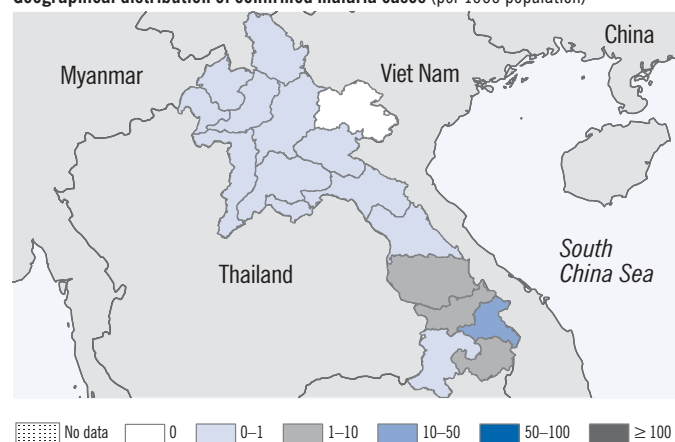 Geographical distribution of confirmed malaria cases (per 1000 population)
China
Myanmar
Viet Nam
Thailand
South
China Sea
No data 0 0–1 1–10 10–50 50–100 ≥ 100